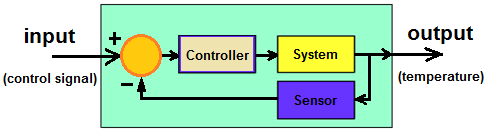 input
(control signal)
+
−
Controller
System
Sensor
output
(temperature)